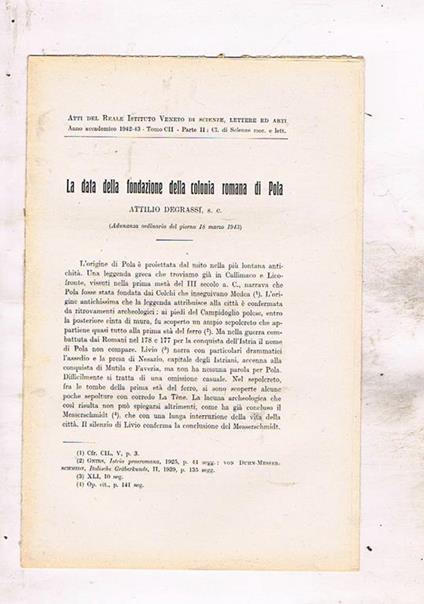 ATTI DEL REALE ISTITUTO VENETO DI SCIENZE, LETTERE ED ARTI
Anno accademico 1942-43 - Tomo CII - Parte II; Cl. di Scienze mor. e lett.
La data della fondazione della colonia romana di Pola
ATTILIO DEGRASSI, s. c.
(Adunanza ordinaria del giorno 18 marzo 1943)
L'origine di Pola è proiettata dal mito nella più lontana anti-
chità. Una leggenda greca che troviamo già in Callimaco e Lico-
fronte, vissuti nella prima metà del III secolo a. C., narrava che
Pola fosse stata fondata dai Colchi che inseguivano Medea (1). L'ori-
gine antichissima che la leggenda attribuisce alla città è confermata
da ritrovamenti archeologici; ai piedi del Campidoglio polese, entro
la posteriore cinta di mura, fu scoperto un ampio sepolcreto che ap-
partiene quasi tutto alla prima età del ferro (2). Ma nella guerra com-
battuta dai Romani nel 178 e 177 per la conquista dell'Istria il nome
di Pola non compare. Livio (3) narra con particolari drammatici
l'assedio e la presa di Nesazio, capitale degli Istriani, accenna alla
conquista di Mutila e Faveria, ma non ha nessuna parola per Pola.
Difficilmente si tratta di una omissione casuale. Nel sepolcreto,
fra le tombe della prima età del ferro, si sono scoperte alcune
poche sepolture con corredo La Tène. La lacuna archeologica che
così risulta non può spiegarsi altrimenti, come ha già concluso il
Messerschmidt (4), che con una lunga interruzione della vita della
città. Il silenzio di Livio conferma la conclusione del Messerschmidt.
(1) Cfr. CIL, V, p. 3.
(2) GNIRS, Istria praeromana, 1925, p. 41 segg.; VON DUHN-MESSER-
SCHMIDT, Italische Gräberkunde, II, 1939, p. 135 segg.
(3) XLI, 10 seg.
(4) Op. cit., p. 141 seg.